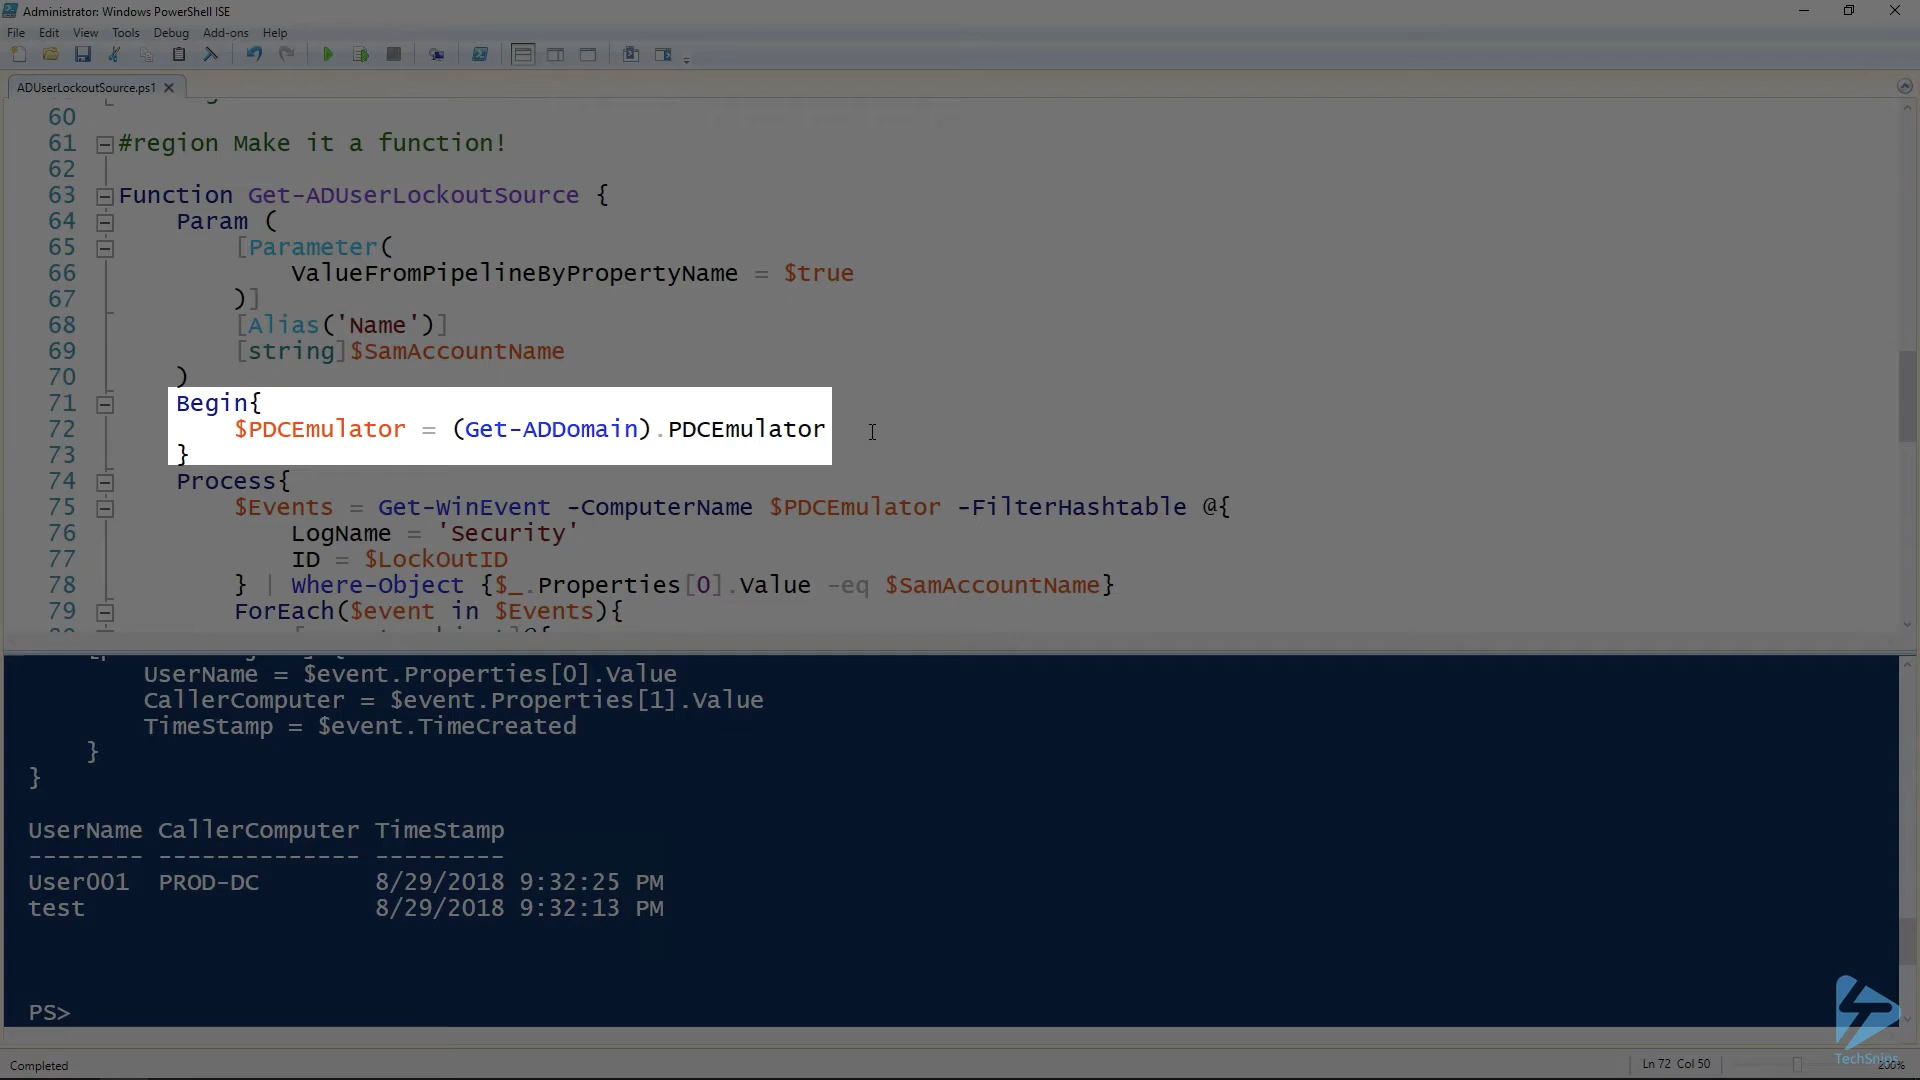 Administrator: Windows PowerShell ISE
File Edit View Tools Debug Add-ons Help
ADUserLockoutSource.ps1
60
61 #region Make it a function!
62
63 Function Get-ADUserLockoutSource {
64 Param (
65 [Parameter(
66 ValueFromPipelineByPropertyName = $true
67 )]
68 [Alias('Name')]
69 [string]$SamAccountName
70 )
71 Begin{
72 $PDCEmulator = (Get-ADDomain).PDCEmulator
73 }
74 Process{
75 $Events = Get-WinEvent -ComputerName $PDCEmulator -FilterHashtable @{
76 LogName = 'Security'
77 ID = $LockOutID
78 } | Where-Object {$_.Properties[0].Value -eq $SamAccountName}
79 ForEach($event in $Events){
UserName = $event.Properties[0].Value
CallerComputer = $event.Properties[1].Value
TimeStamp = $event.TimeCreated
}
}
UserName CallerComputer TimeStamp
-------- -------------- ---------
User001 PROD-DC 8/29/2018 9:32:25 PM
test 8/29/2018 9:32:13 PM
PS>
TechSnips
Completed Ln 72 Col 50 200%